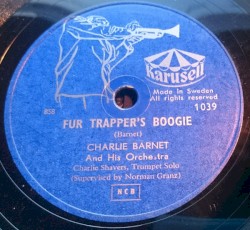 Karusell
Made in Sweden
All rights reserved
1039
FUR TRAPPER'S BOOGIE
(Barnet)
CHARLIE BARNET
And His Orchestra
Charlie Shavers, Trumpet Solo
(Supervised by Norman Granz)
NCB